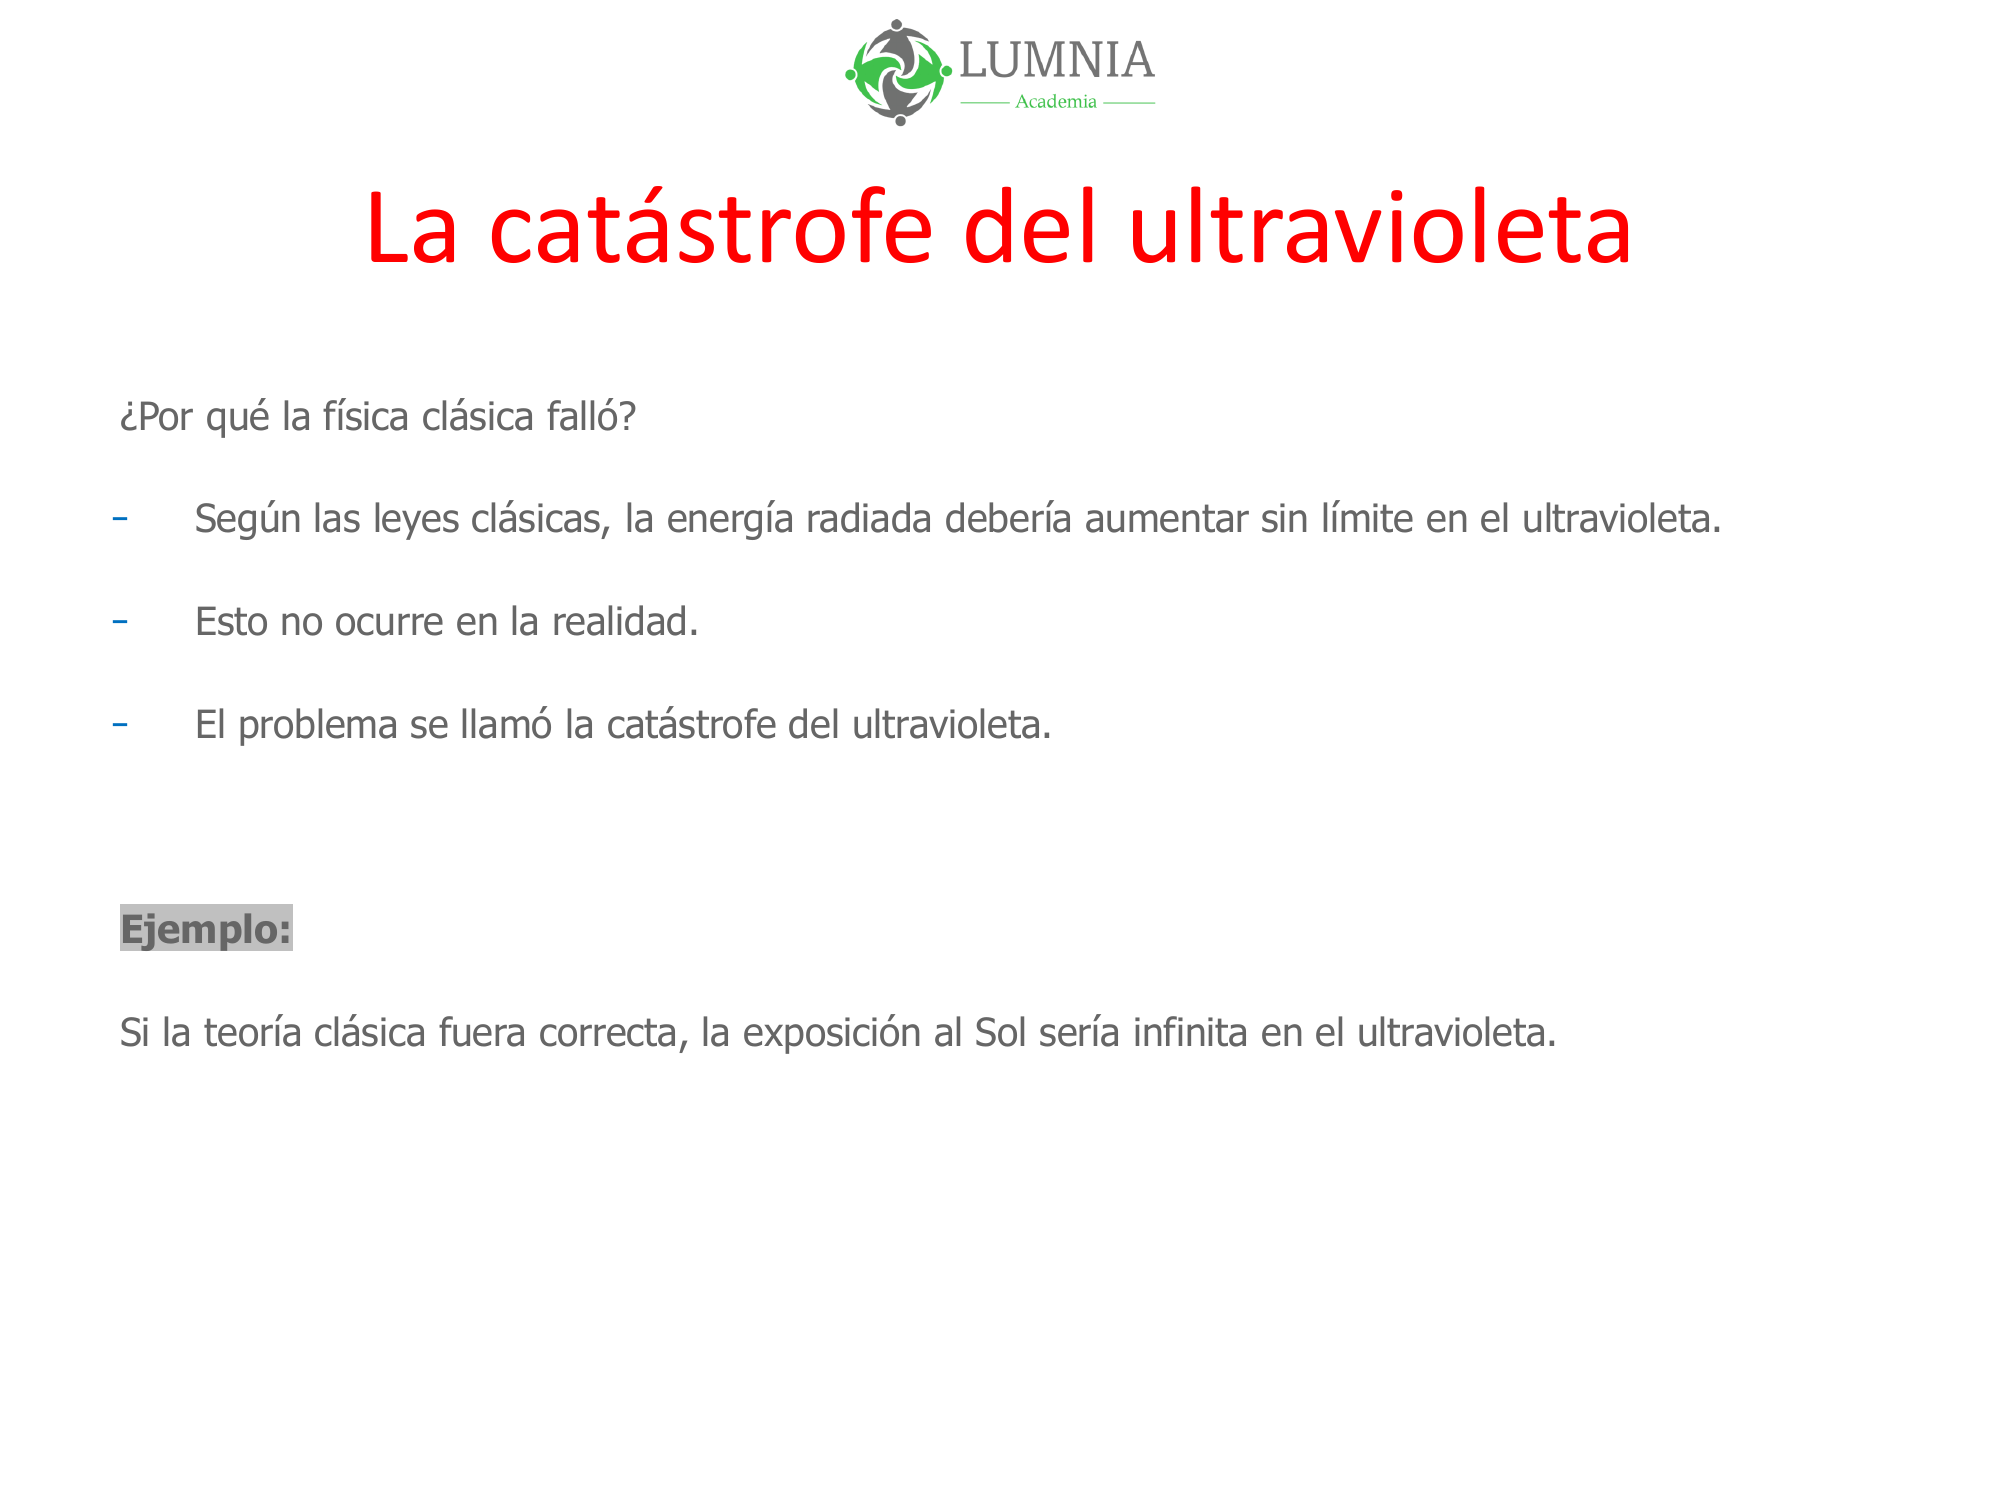 LUMNIA
Academia
La catástrofe del ultravioleta
¿Por qué la física clásica falló?
- Según las leyes clásicas, la energía radiada debería aumentar sin límite en el ultravioleta.
- Esto no ocurre en la realidad.
- El problema se llamó la catástrofe del ultravioleta.
Ejemplo:
Si la teoría clásica fuera correcta, la exposición al Sol sería infinita en el ultravioleta.